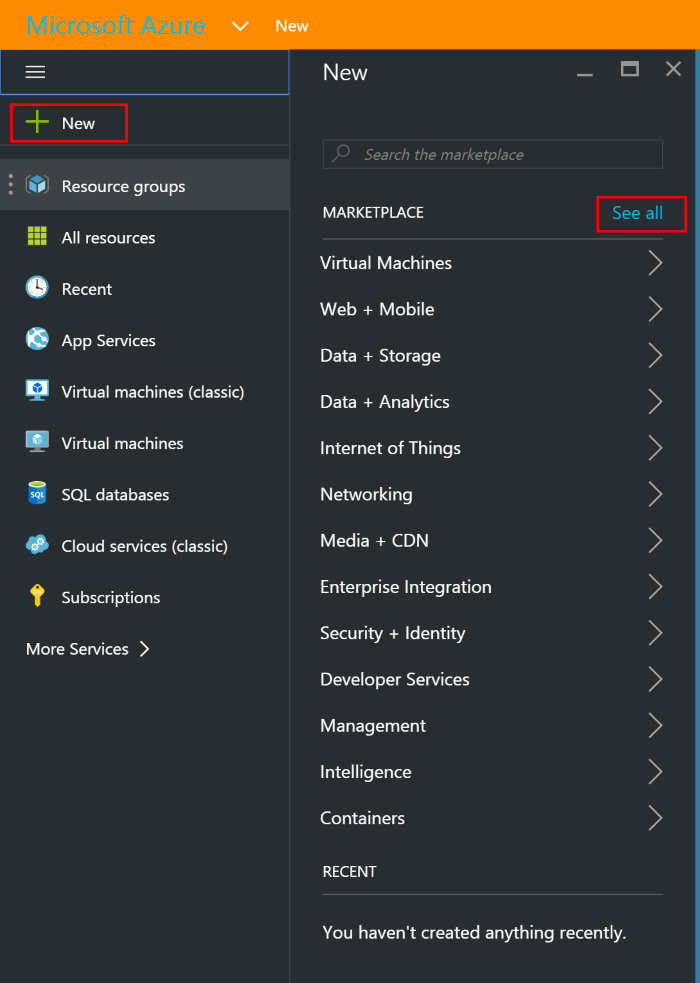 Microsoft Azure New
New
Resource groups
All resources
Recent
App Services
Virtual machines (classic)
Virtual machines
SQL
SQL databases
Cloud services (classic)
Subscriptions
More Services
New
Search the marketplace
MARKETPLACE See all
Virtual Machines
Web + Mobile
Data + Storage
Data + Analytics
Internet of Things
Networking
Media + CDN
Enterprise Integration
Security + Identity
Developer Services
Management
Intelligence
Containers
RECENT
You haven't created anything recently.